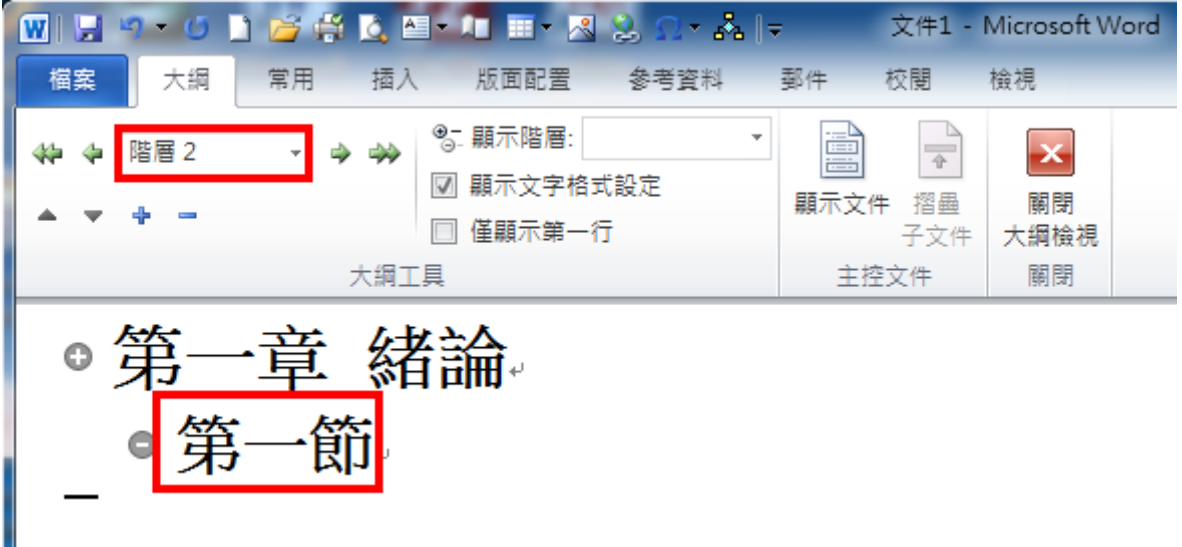 文件1 - Microsoft Word
檔案 大綱 常用 插入 版面配置 參考資料 郵件 校閱 檢視
階層 2
顯示階層:
顯示文字格式設定
僅顯示第一行
大綱工具
顯示文件
摺疊
子文件
主控文件
關閉
大綱檢視
關閉
第一章 緒論
第一節